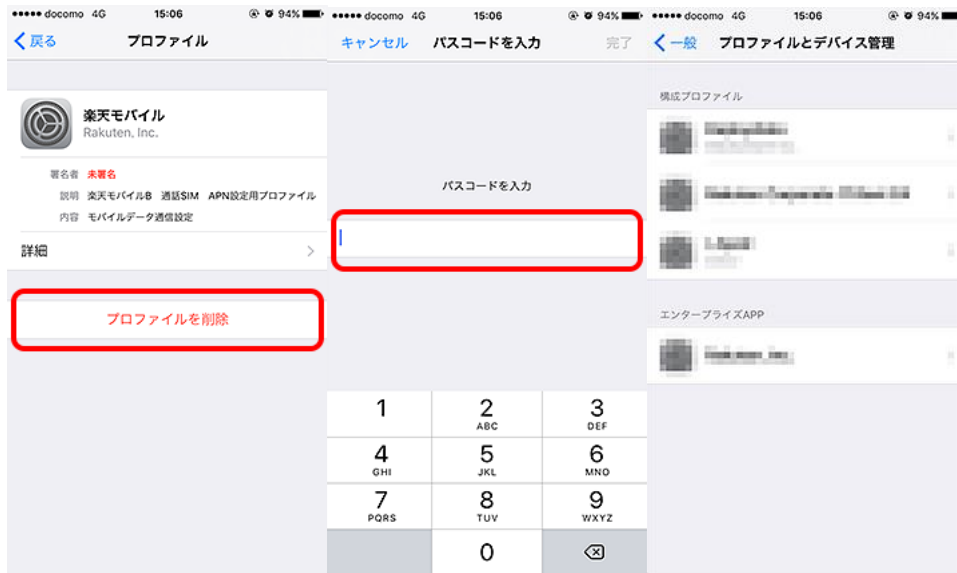 ●●●●● docomo 4G 15:06 94%
戻る プロファイル
楽天モバイル
Rakuten, Inc.
署名者 未署名
説明 楽天モバイルB 通話SIM APN設定用プロファイル
内容 モバイルデータ通信設定
詳細
プロファイルを削除
●●●●● docomo 4G 15:06 94%
キャンセル パスコードを入力 完了
パスコードを入力
1 2 3
ABC DEF
4 5 6
GHI JKL MNO
7 8 9
PQRS TUV WXYZ
0
●●●●● docomo 4G 15:06 94%
一般 プロファイルとデバイス管理
構成プロファイル
エンタープライズAPP